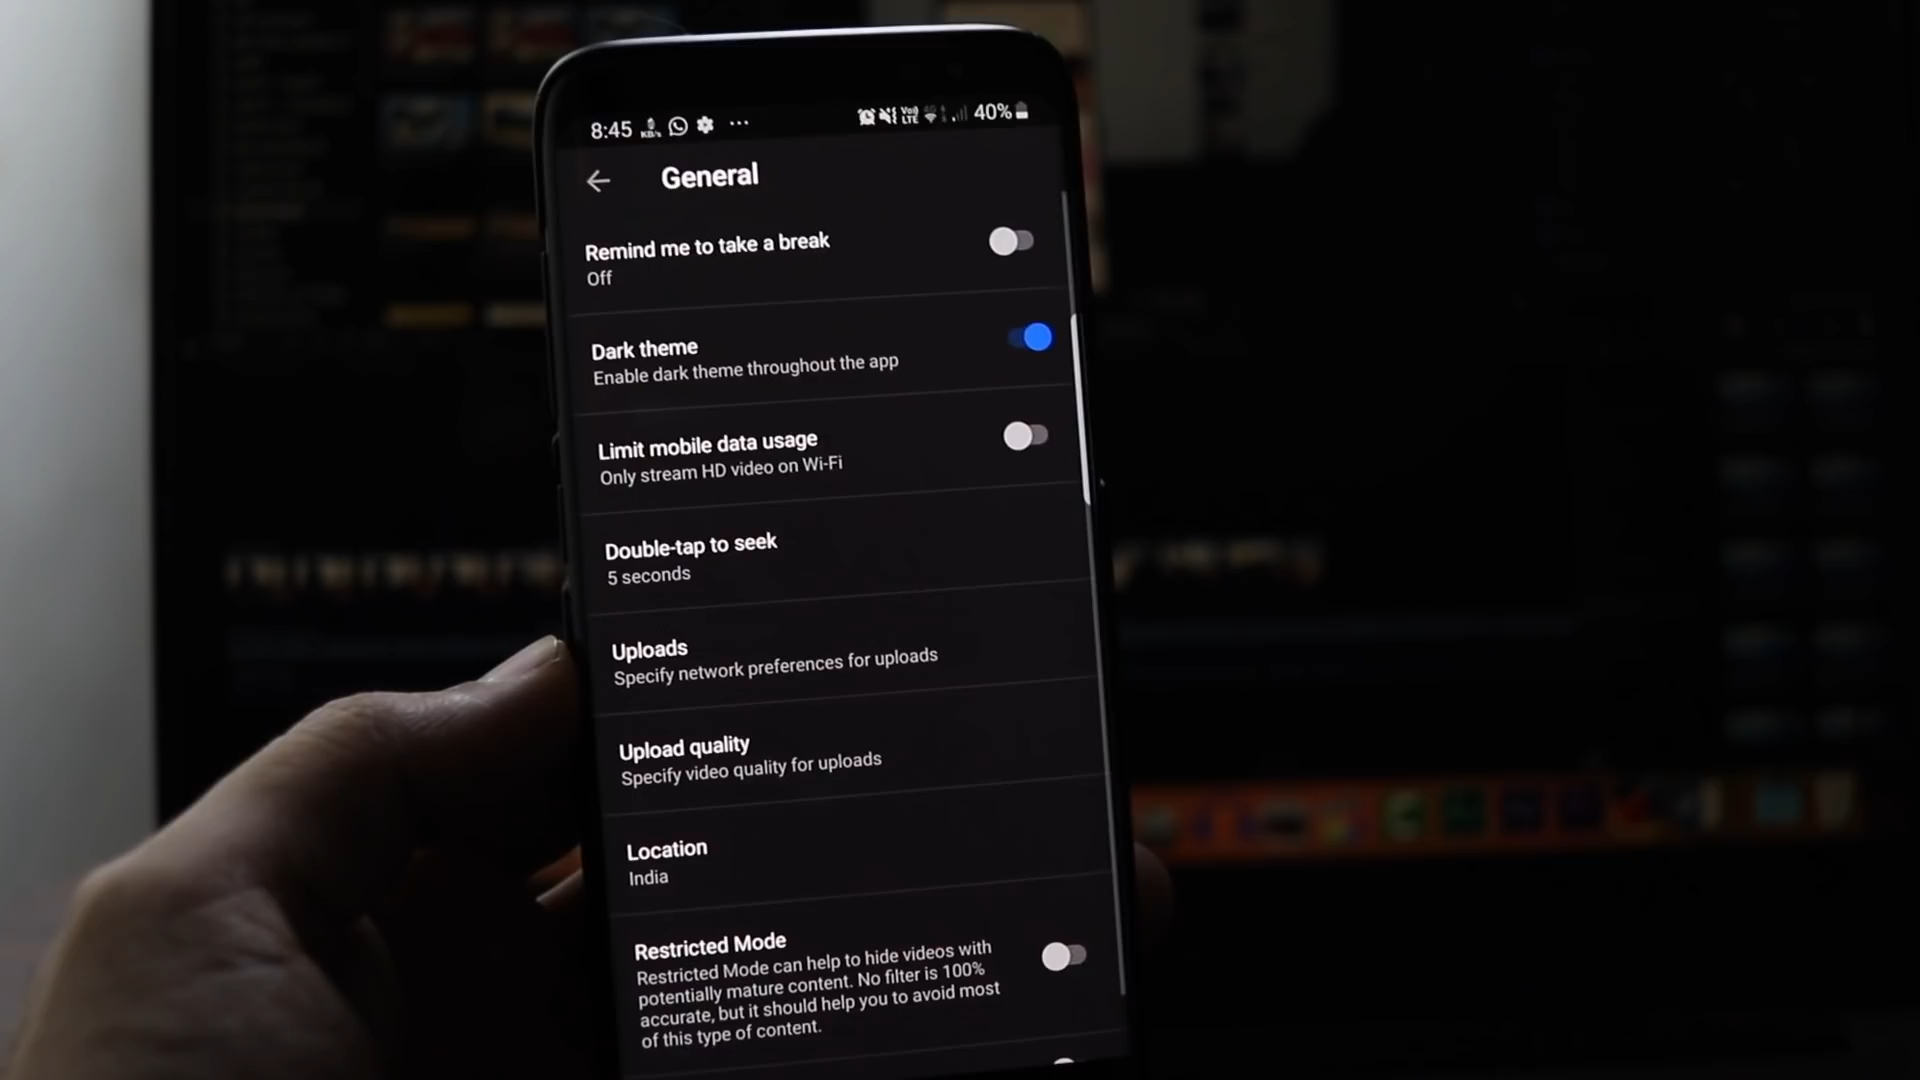 8:45 KB/s ... Vo)) LTE 4G 40%
General
Remind me to take a break
Off
Dark theme
Enable dark theme throughout the app
Limit mobile data usage
Only stream HD video on Wi-Fi
Double-tap to seek
5 seconds
Uploads
Specify network preferences for uploads
Upload quality
Specify video quality for uploads
Location
India
Restricted Mode
Restricted Mode can help to hide videos with
potentially mature content. No filter is 100%
accurate, but it should help you to avoid most
of this type of content.